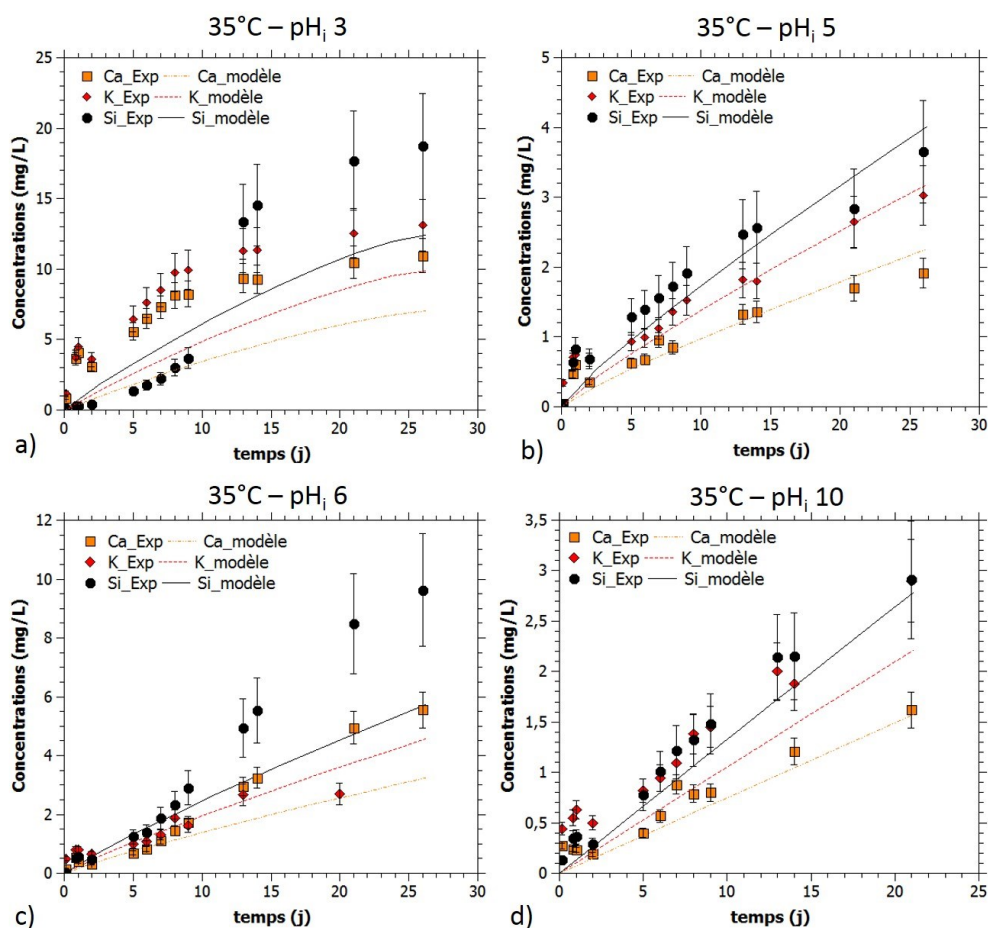 35°C – pHi 3
25
20
15
10
5
0
Concentrations (mg/L)
Ca_Exp Ca_modèle
K_Exp K_modèle
Si_Exp Si_modèle
0 5 10 15 20 25 30
temps (j)
a)
35°C – pHi 5
5
4
3
2
1
0
Concentrations (mg/L)
Ca_Exp Ca_modèle
K_Exp K_modèle
Si_Exp Si_modèle
0 5 10 15 20 25 30
temps (j)
b)
35°C – pHi 6
12
10
8
6
4
2
0
Concentrations (mg/L)
Ca_Exp Ca_modèle
K_Exp K_modèle
Si_Exp Si_modèle
0 5 10 15 20 25 30
temps (j)
c)
35°C – pHi 10
3,5
3
2,5
2
1,5
1
0,5
0
Concentrations (mg/L)
Ca_Exp Ca_modèle
K_Exp K_modèle
Si_Exp Si_modèle
0 5 10 15 20 25
temps (j)
d)